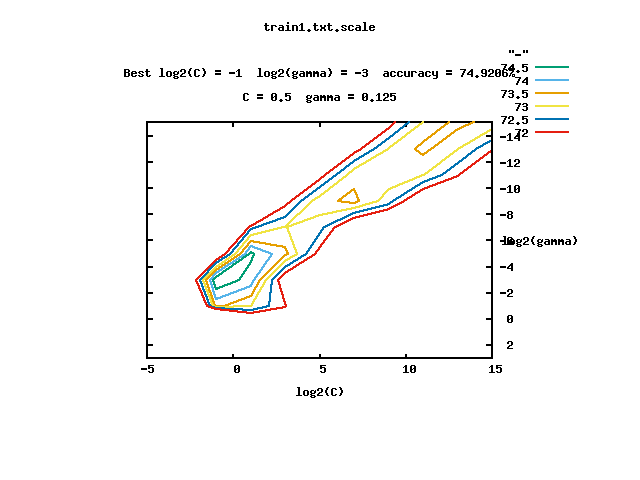 train1.txt.scale
"-"
Best log2(C) = -1  log2(gamma) = -3  accuracy = 74.9206%
74.5
74
73.5
C = 0.5  gamma = 0.125
73
72.5
72
-14
-12
-10
-8
-6
log2(gamma)
-4
-2
0
2
-5 0 5 10 15
log2(C)